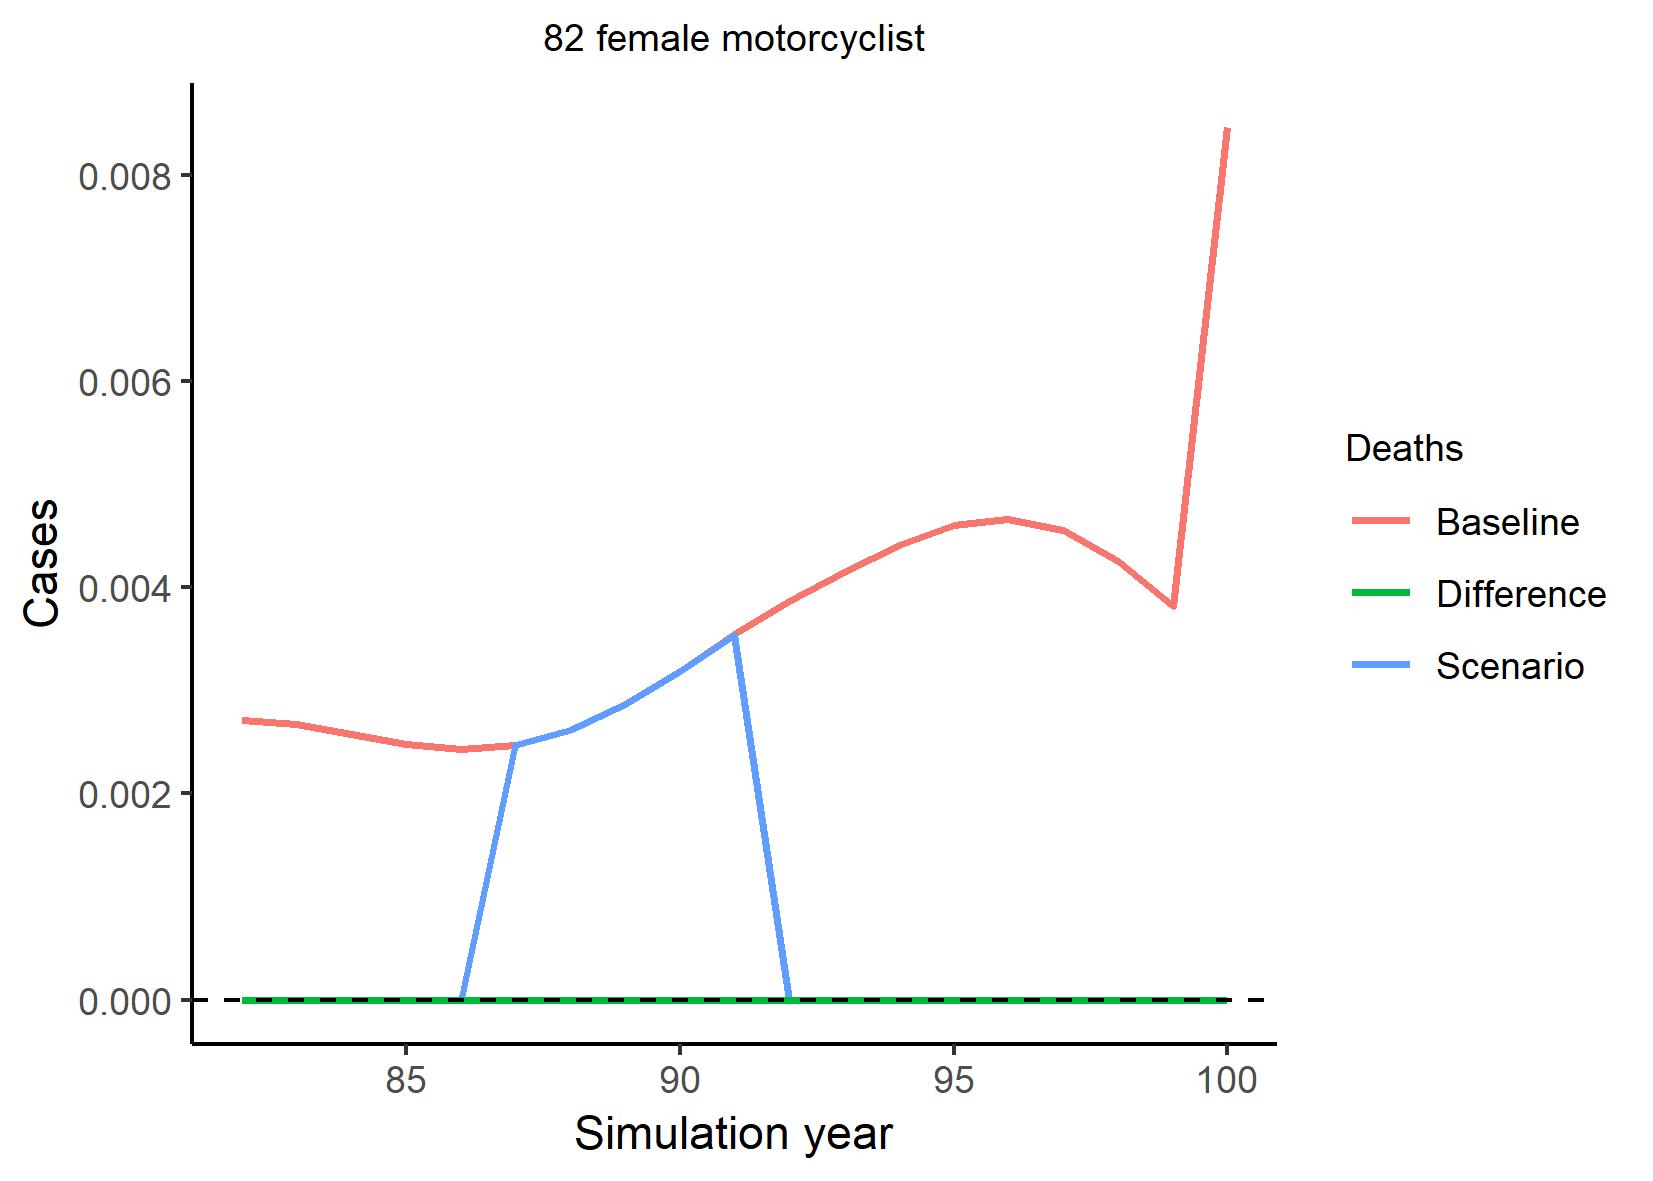 82 female motorcyclist
Cases
0.008
0.006
0.004
0.002
0.000
85 90 95 100
Simulation year
Deaths
Baseline
Difference
Scenario